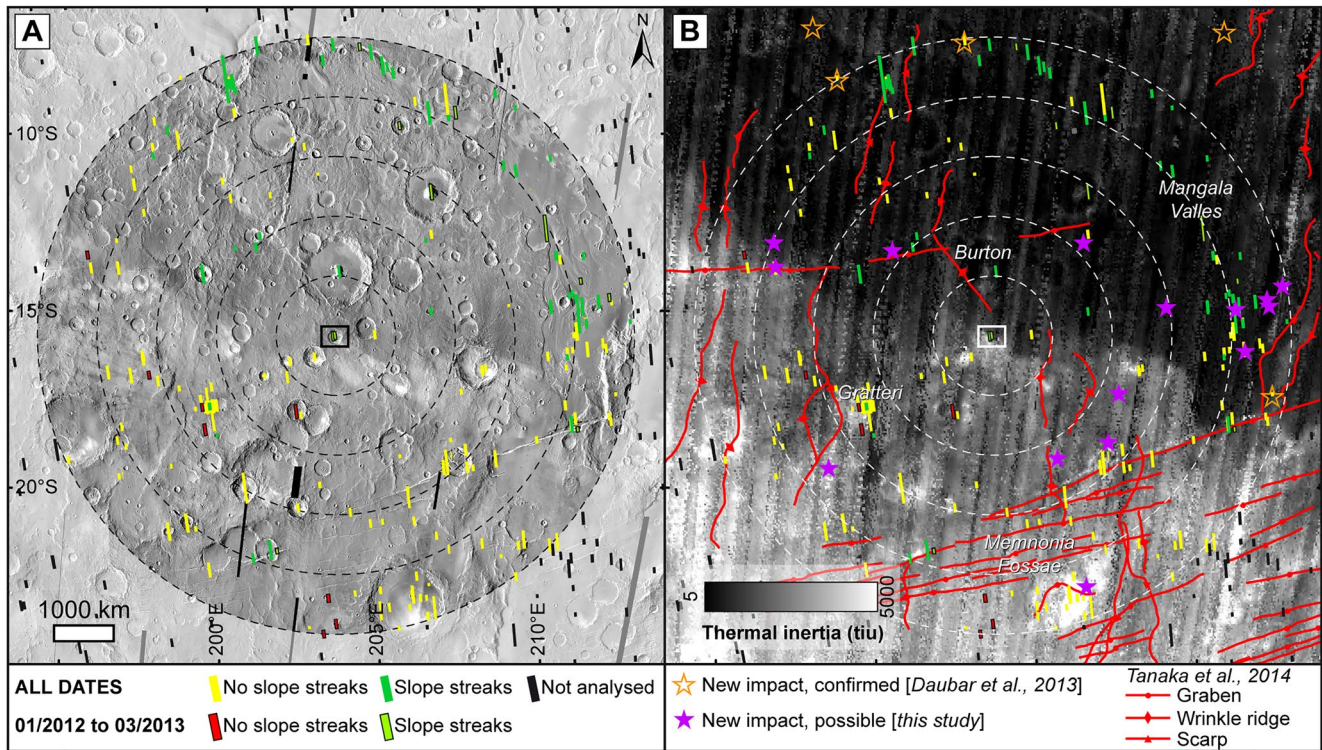 A
N
B
10°S
15°S
20°S
200°E
205°E
210°E
1000 km
Mangala
Valles
Burton
Gratteri
Memnonia
Fossae
5
5000
Thermal inertia (tiu)
ALL DATES
No slope streaks
Slope streaks
Not analysed
01/2012 to 03/2013
No slope streaks
Slope streaks
New impact, confirmed [Daubar et al., 2013]
New impact, possible [this study]
Tanaka et al., 2014
Graben
Wrinkle ridge
Scarp